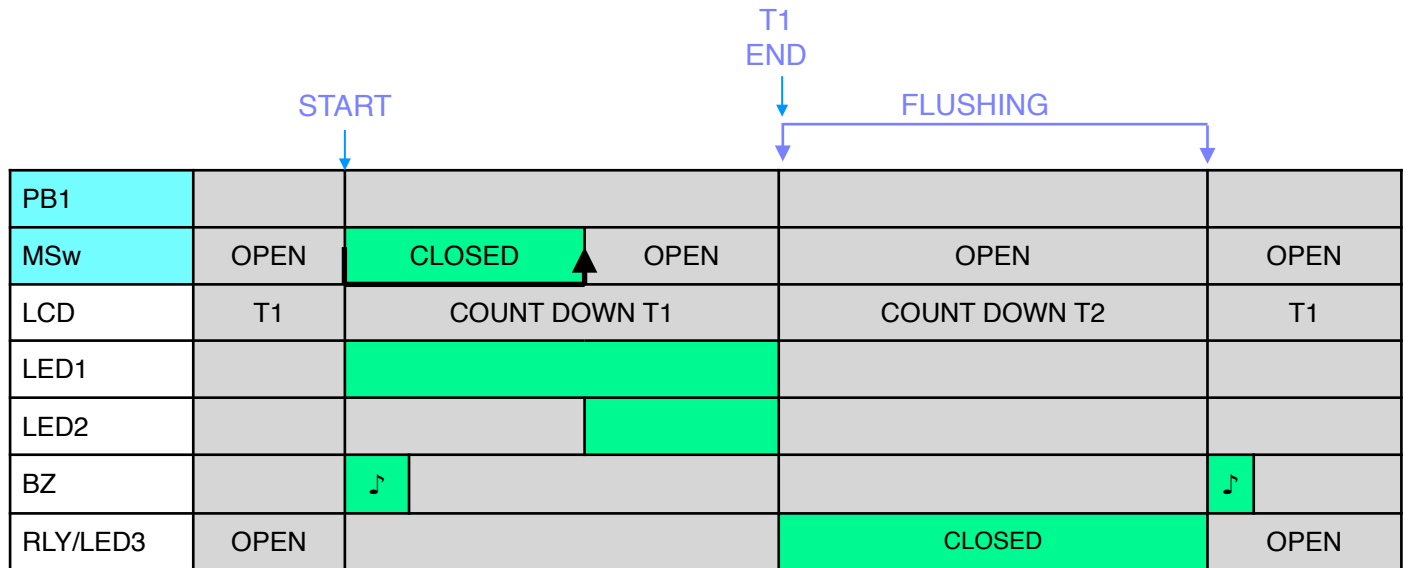 T1
END
START
FLUSHING
PB1
MSw OPEN CLOSED OPEN OPEN OPEN
LCD T1 COUNT DOWN T1 COUNT DOWN T2 T1
LED1
LED2
BZ ♪ ♪
RLY/LED3 OPEN CLOSED OPEN